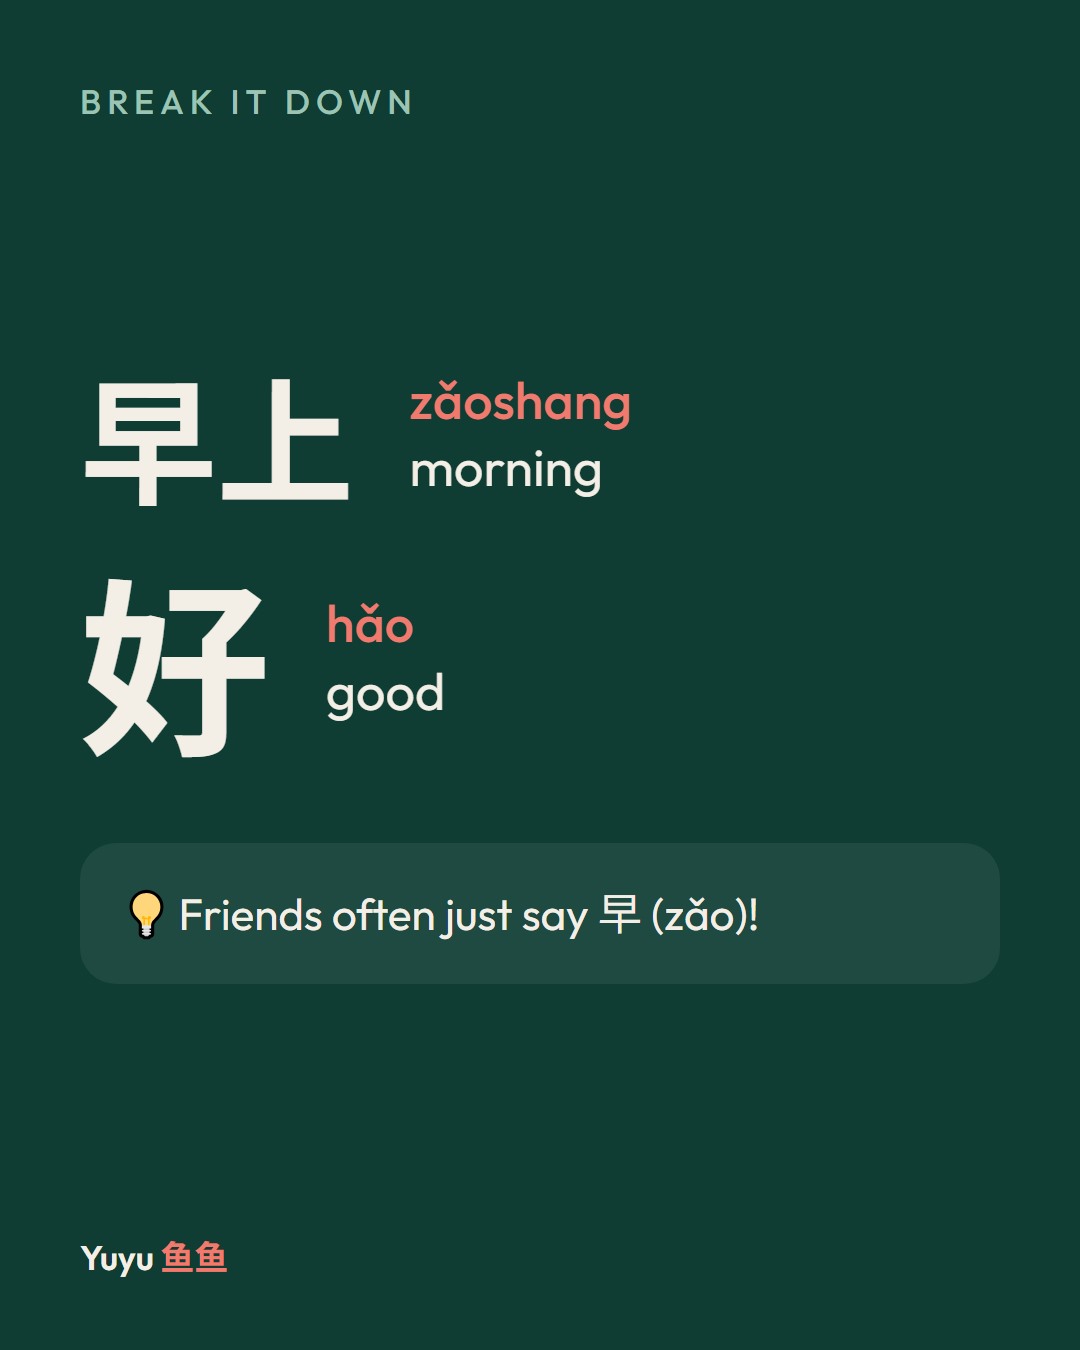 BREAK IT DOWN
早上
zǎoshang
morning
好
hǎo
good
💡 Friends often just say 早 (zǎo)!
Yuyu 鱼鱼